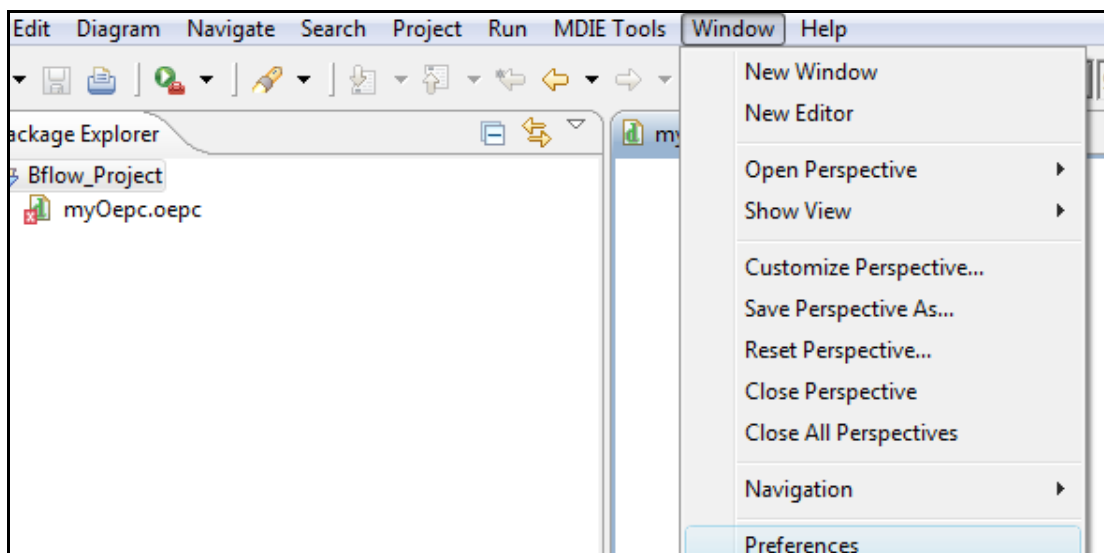 Edit Diagram Navigate Search Project Run MDIE Tools Window Help
New Window
New Editor
ackage Explorer
my
Open Perspective
Bflow_Project
Show View
myOepc.oepc
Customize Perspective...
Save Perspective As...
Reset Perspective...
Close Perspective
Close All Perspectives
Navigation
Preferences